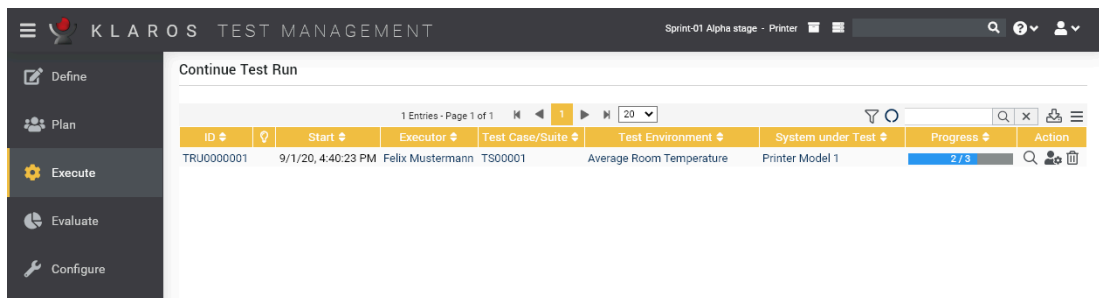 KLAROS TEST MANAGEMENT
Sprint-01 Alpha stage - Printer
Define
Plan
Execute
Evaluate
Configure
Continue Test Run
1 Entries - Page 1 of 1 1 20
ID Start Executor Test Case/Suite Test Environment System under Test Progress Action
TRU0000001 9/1/20, 4:40:23 PM Felix Mustermann TS00001 Average Room Temperature Printer Model 1 2 / 3